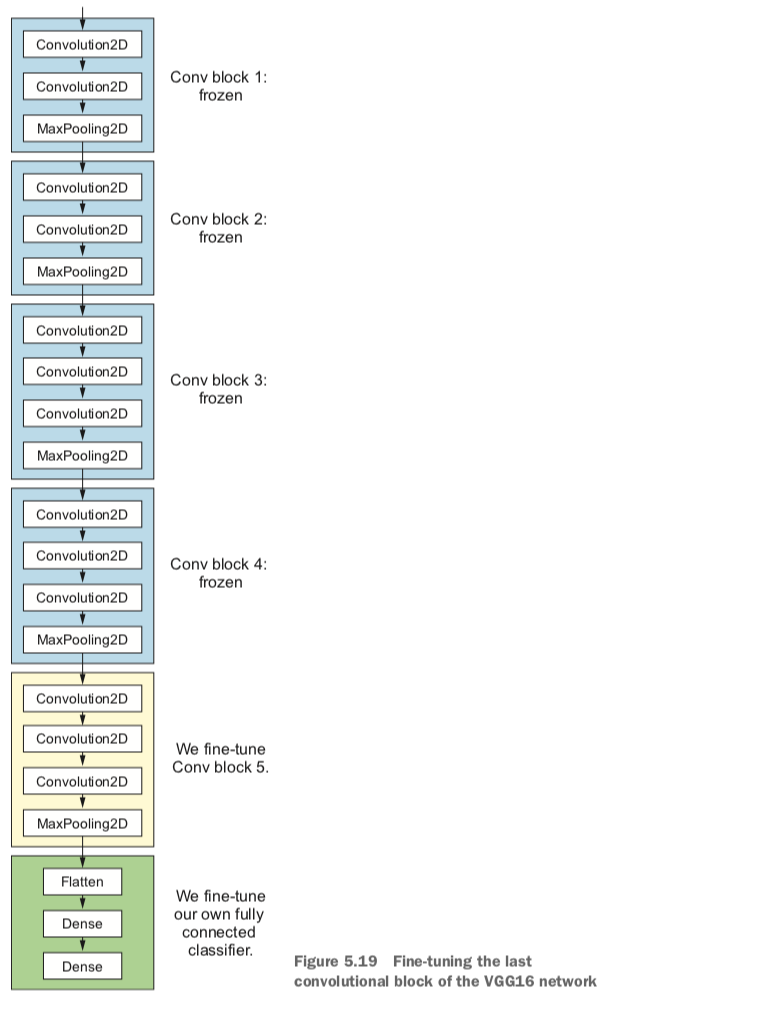 Convolution2D
Convolution2D
MaxPooling2D
Conv block 1:
frozen
Convolution2D
Convolution2D
MaxPooling2D
Conv block 2:
frozen
Convolution2D
Convolution2D
Convolution2D
MaxPooling2D
Conv block 3:
frozen
Convolution2D
Convolution2D
Convolution2D
MaxPooling2D
Conv block 4:
frozen
Convolution2D
Convolution2D
Convolution2D
MaxPooling2D
We fine-tune
Conv block 5.
Flatten
Dense
Dense
We fine-tune
our own fully
connected
classifier.
Figure 5.19 Fine-tuning the last
convolutional block of the VGG16 network